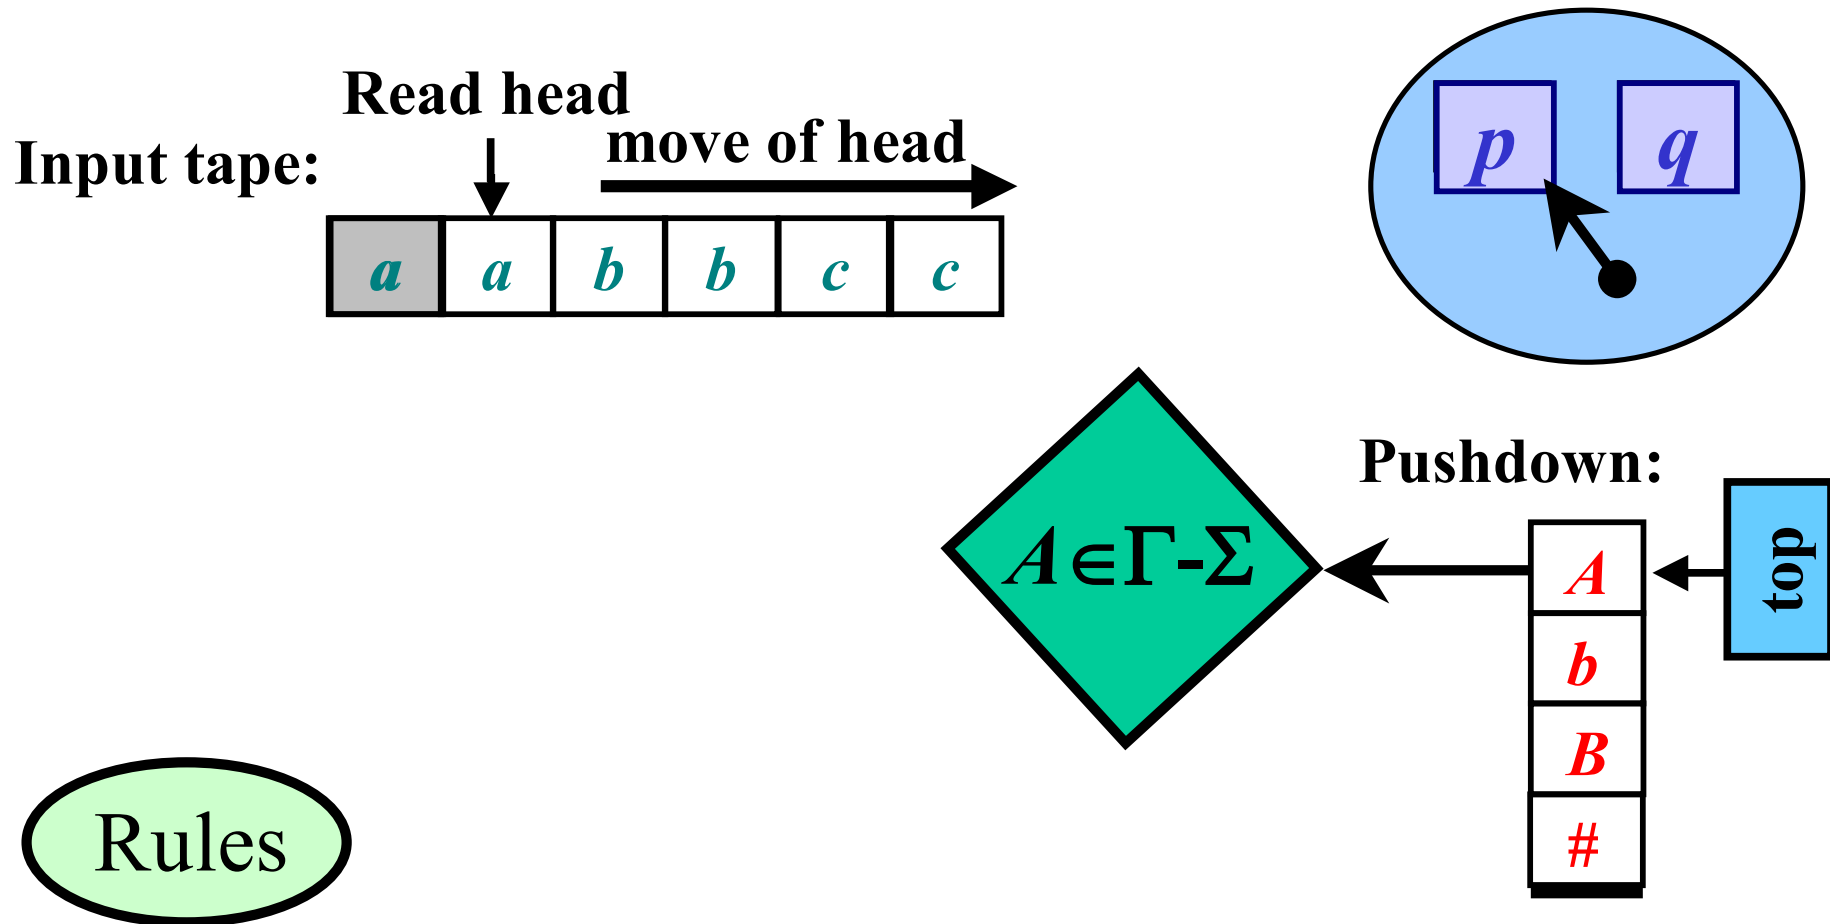 Read head
move of head
Input tape:
a a b b c c
p q
Pushdown:
A∈Γ-Σ
A
top
b
B
#
Rules